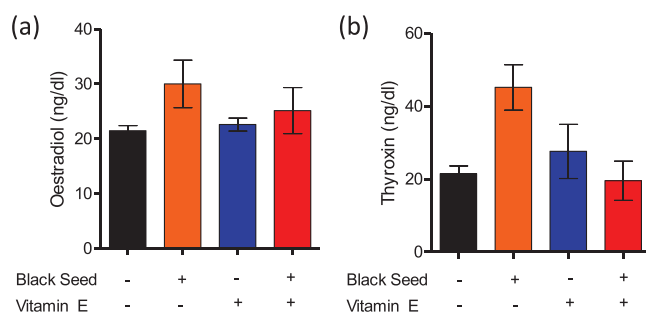 (a)
Oestradiol (ng/dl)
40
30
20
10
0
Black Seed - + - +
Vitamin E - - + +
(b)
Thyroxin (ng/dl)
60
40
20
0
Black Seed - + - +
Vitamin E - - + +